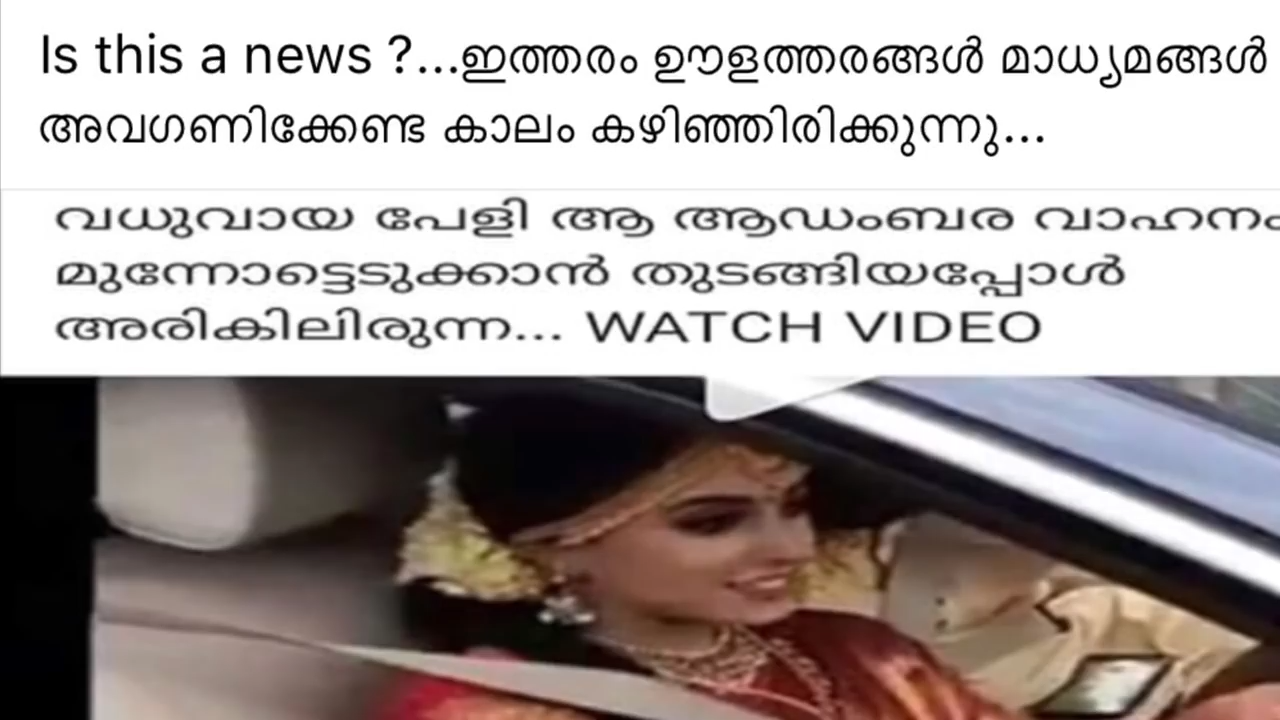 Is this a news ?...ഇത്തരം ഊളത്തരങ്ങൾ മാധ്യമങ്ങൾ
അവഗണിക്കേണ്ട കാലം കഴിഞ്ഞിരിക്കുന്നു...
വധുവായ പേളി ആ ആഡംബര വാഹനം
മുന്നോട്ടെടുക്കാൻ തുടങ്ങിയപ്പോൾ
അരികിലിരുന്ന... WATCH VIDEO